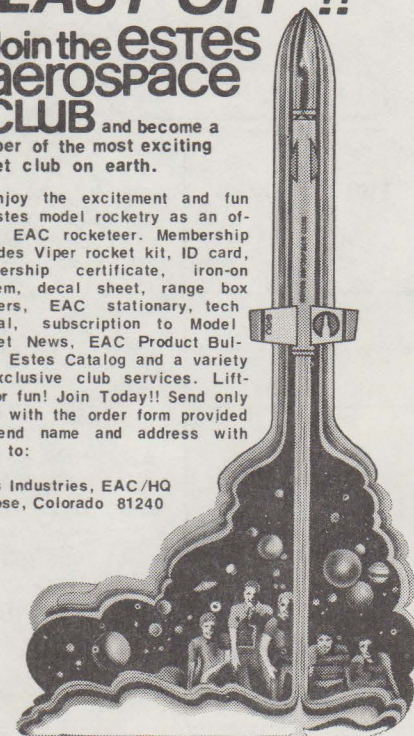 LAST OFF !!
Join the estes
aerospace
CLUB and become a
ber of the most exciting
et club on earth.
njoy the excitement and fun
stes model rocketry as an of-
EAC rocketeer. Membership
des Viper rocket kit, ID card,
ership certificate, iron-on
em, decal sheet, range box
ers, EAC stationary, tech
al, subscription to Model
et News, EAC Product Bul-
Estes Catalog and a variety
xclusive club services. Lift-
or fun! Join Today!! Send only
with the order form provided
end name and address with
to:
s Industries, EAC/HQ
ose, Colorado 81240